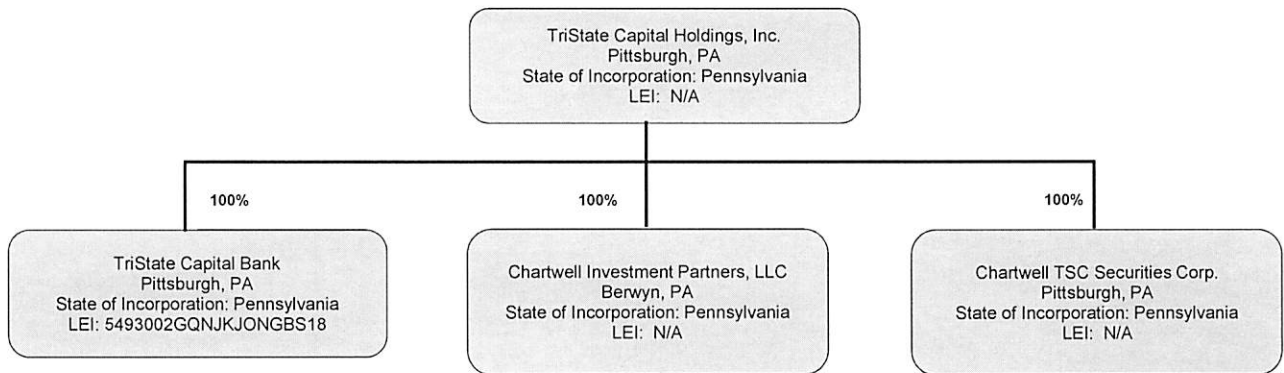 TriState Capital Holdings, Inc.
Pittsburgh, PA
State of Incorporation: Pennsylvania
LEI: N/A
100%
100%
100%
TriState Capital Bank
Pittsburgh, PA
State of Incorporation: Pennsylvania
LEI: 5493002GQNJKJONGBS18
Chartwell Investment Partners, LLC
Berwyn, PA
State of Incorporation: Pennsylvania
LEI: N/A
Chartwell TSC Securities Corp.
Pittsburgh, PA
State of Incorporation: Pennsylvania
LEI: N/A